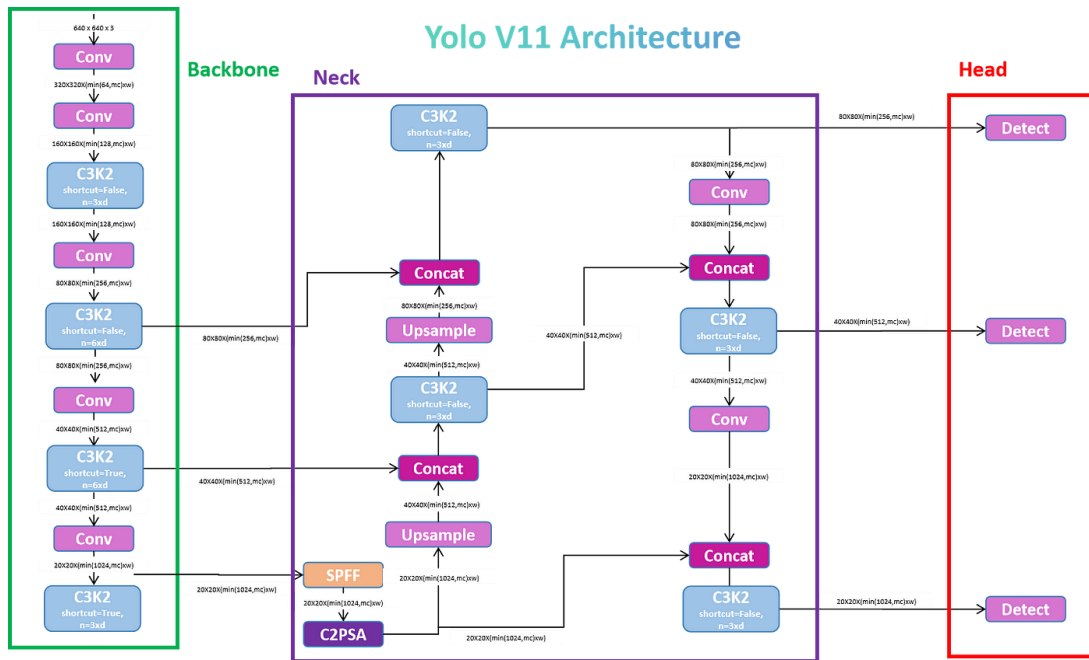 Yolo V11 Architecture
Backbone
640 x 640 x 3
Conv
320X320X(min(64,mc)xw)
Conv
160X160X(min(128,mc)xw)
C3K2
shortcut=False,
n=3xd
160X160X(min(128,mc)xw)
Conv
80X80X(min(256,mc)xw)
C3K2
shortcut=False,
n=6xd
80X80X(min(256,mc)xw)
Conv
40X40X(min(512,mc)xw)
C3K2
shortcut=True,
n=6xd
40X40X(min(512,mc)xw)
Conv
20X20X(min(1024,mc)xw)
C3K2
shortcut=True,
n=3xd
80X80X(min(256,mc)xw)
40X40X(min(512,mc)xw)
20X20X(min(1024,mc)xw)
Neck
C3K2
shortcut=False,
n=3xd
Concat
80X80X(min(256,mc)xw)
Upsample
40X40X(min(512,mc)xw)
C3K2
shortcut=False,
n=3xd
Concat
40X40X(min(512,mc)xw)
Upsample
20X20X(min(1024,mc)xw)
SPFF
20X20X(min(1024,mc)xw)
C2PSA
20X20X(min(1024,mc)xw)
40X40X(min(512,mc)xw)
80X80X(min(256,mc)xw)
Conv
80X80X(min(256,mc)xw)
Concat
C3K2
shortcut=False,
n=3xd
40X40X(min(512,mc)xw)
Conv
20X20X(min(1024,mc)xw)
Concat
C3K2
shortcut=False,
n=3xd
80X80X(min(256,mc)xw)
40X40X(min(512,mc)xw)
20X20X(min(1024,mc)xw)
Head
Detect
Detect
Detect